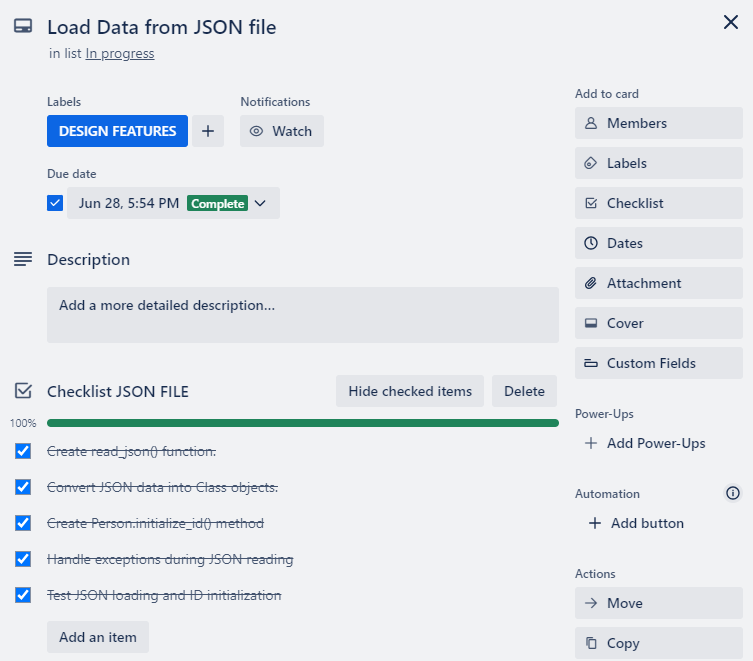 Load Data from JSON file
in list In progress
Labels
Notifications
DESIGN FEATURES
+
Watch
Due date
Jun 28, 5:54 PM Complete
Description
Add a more detailed description...
Checklist JSON FILE
Hide checked items
Delete
100%
Create read_json() function.
Convert JSON data into Class objects.
Create Person.initialize_id() method
Handle exceptions during JSON reading
Test JSON loading and ID initialization
Add an item
Add to card
Members
Labels
Checklist
Dates
Attachment
Cover
Custom Fields
Power-Ups
+ Add Power-Ups
Automation
+ Add button
Actions
Move
Copy